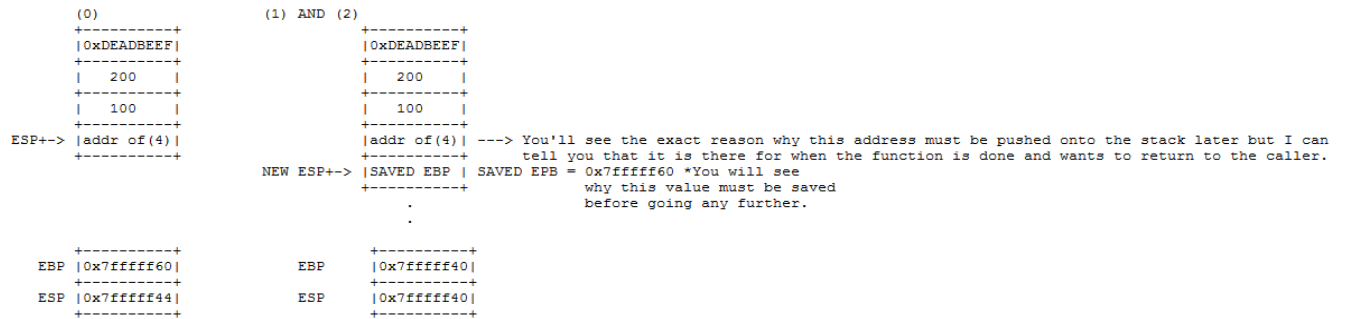 (0) (1) AND (2)
+----------+ +----------+
|0xDEADBEEF| |0xDEADBEEF|
+----------+ +----------+
| 200 | | 200 |
+----------+ +----------+
| 100 | | 100 |
+----------+ +----------+
ESP+-> |addr of(4)| |addr of(4)| ---> You'll see the exact reason why this address must be pushed onto the stack later but I can
+----------+ +----------+ tell you that it is there for when the function is done and wants to return to the caller.
NEW ESP+-> |SAVED EBP | SAVED EPB = 0x7fffff60 *You will see
+----------+ why this value must be saved
. before going any further.
.
+----------+ +----------+
EBP |0x7fffff60| EBP |0x7fffff40|
+----------+ +----------+
ESP |0x7fffff44| ESP |0x7fffff40|
+----------+ +----------+